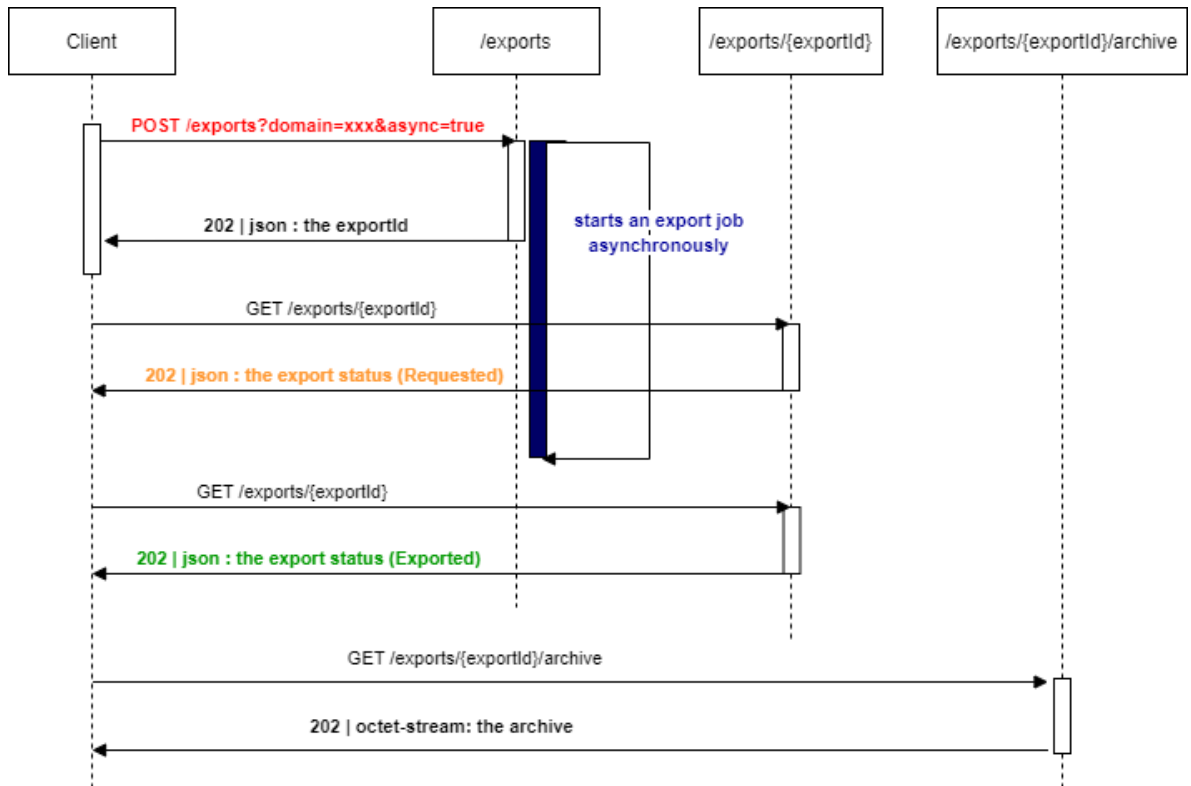 Client
/exports
/exports/{exportId}
/exports/{exportId}/archive
POST /exports?domain=xxx&async=true
202 | json : the exportId
starts an export job
asynchronously
GET /exports/{exportId}
202 | json : the export status (Requested)
GET /exports/{exportId}
202 | json : the export status (Exported)
GET /exports/{exportId}/archive
202 | octet-stream: the archive